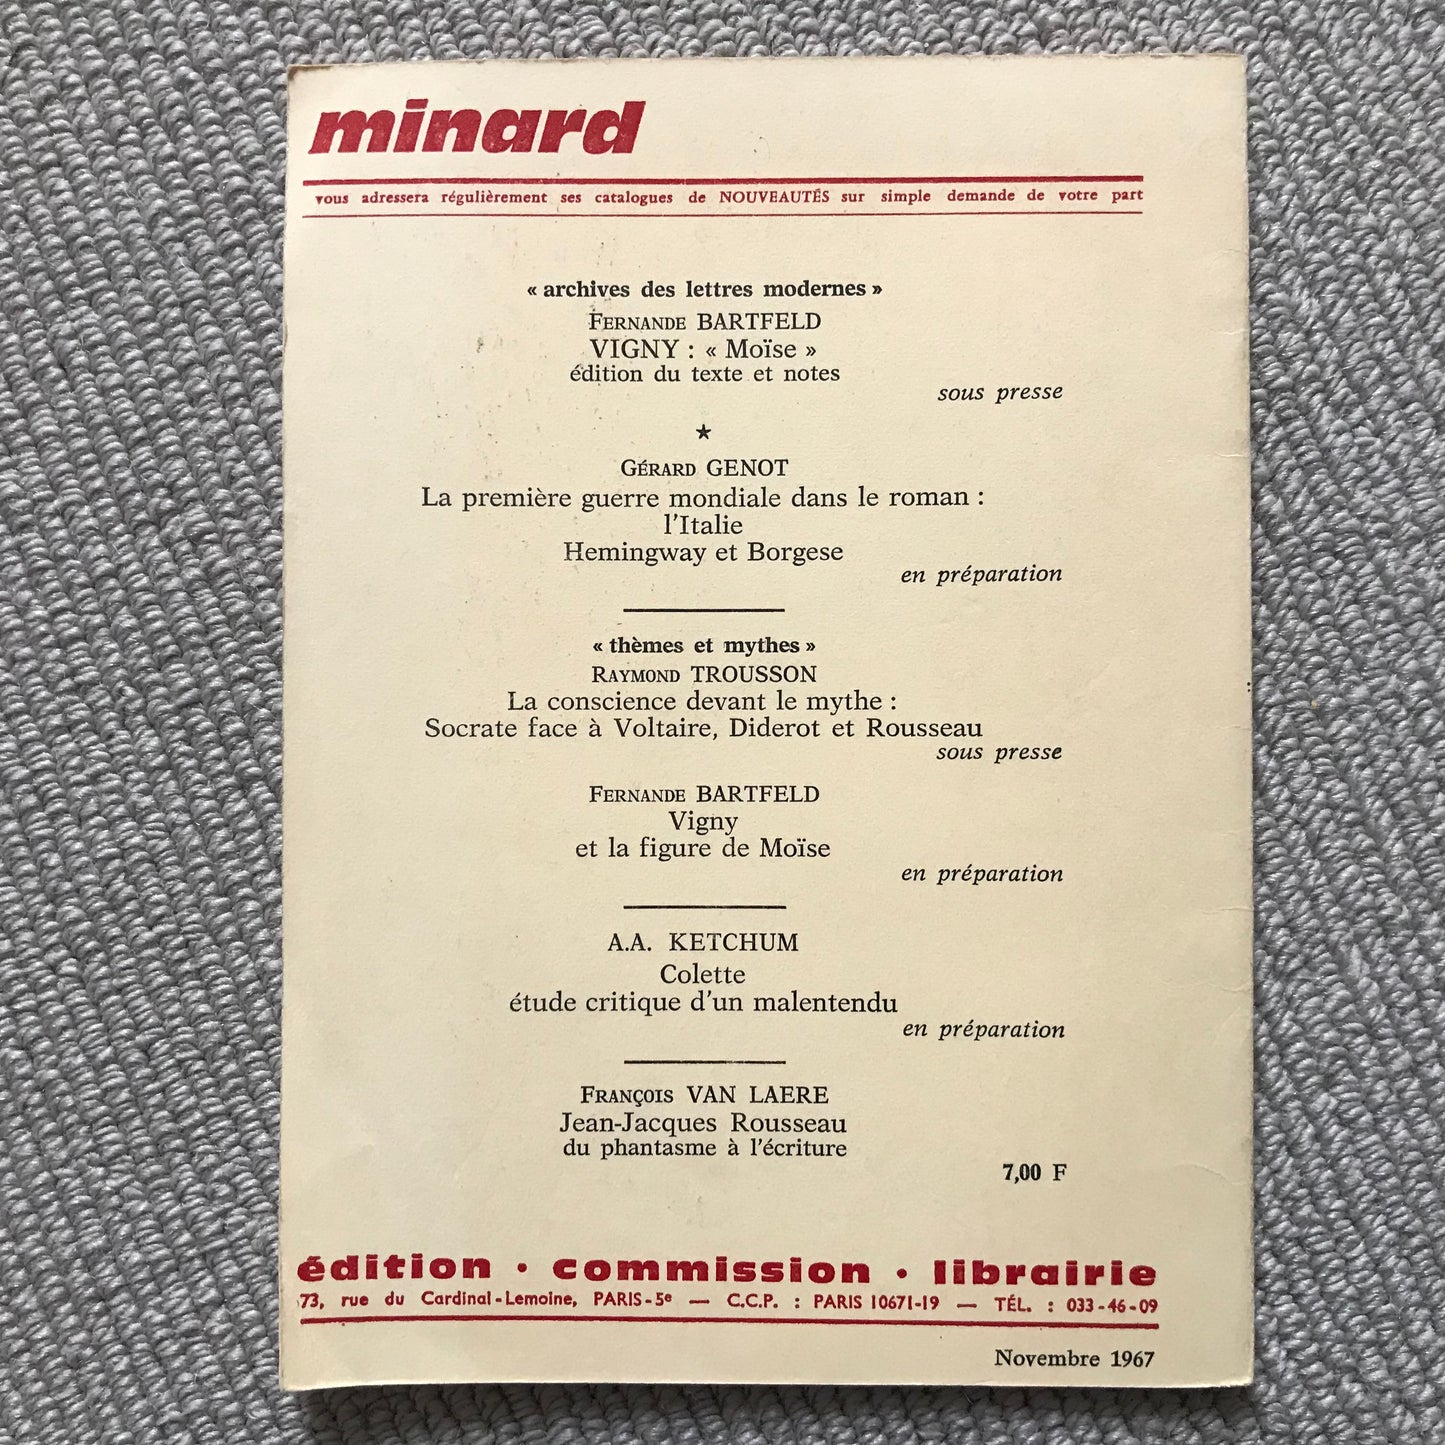 minard
vous adressera régulièrement ses catalogues de NOUVEAUTÉS sur simple demande de votre part
« archives des lettres modernes »
FERNANDE BARTFELD
VIGNY : « Moïse »
édition du texte et notes
sous presse
★
GÉRARD GENOT
La première guerre mondiale dans le roman :
l'Italie
Hemingway et Borgese
en préparation
« thèmes et mythes »
RAYMOND TROUSSON
La conscience devant le mythe :
Socrate face à Voltaire, Diderot et Rousseau
sous presse
FERNANDE BARTFELD
Vigny
et la figure de Moïse
en préparation
A.A. KETCHUM
Colette
étude critique d'un malentendu
en préparation
FRANÇOIS VAN LAERE
Jean-Jacques Rousseau
du phantasme à l'écriture
7,00 F
édition · commission · librairie
73, rue du Cardinal-Lemoine, PARIS-5e — C.C.P. : PARIS 10671-19 — TÉL. : 033-46-09
Novembre 1967